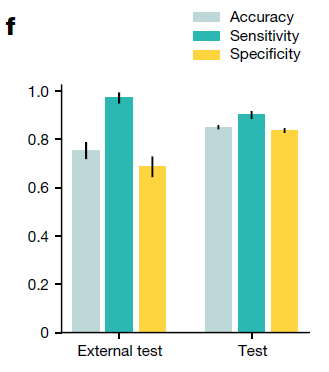 f
Accuracy
Sensitivity
Specificity
1.0
0.8
0.6
0.4
0.2
0
External test
Test